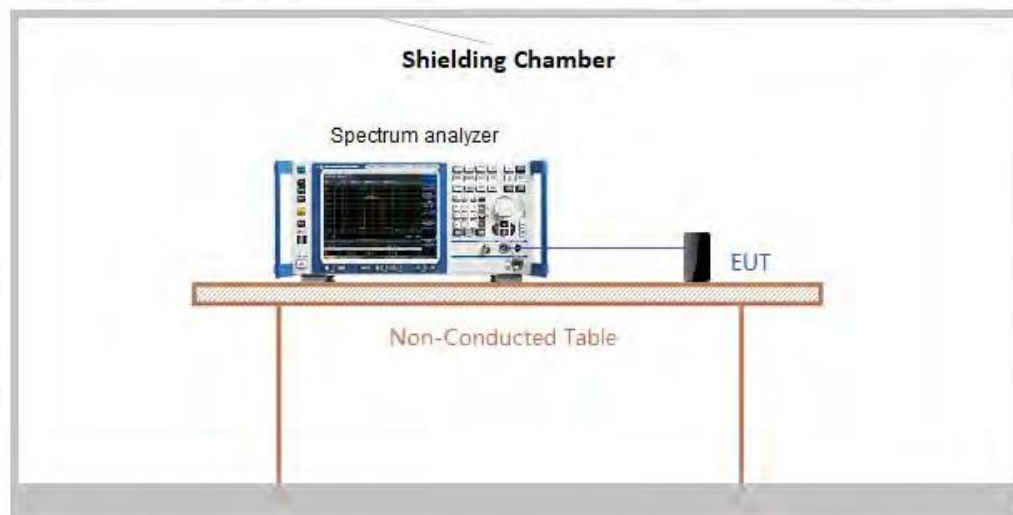 Shielding Chamber
Spectrum analyzer
EUT
Non-Conducted Table